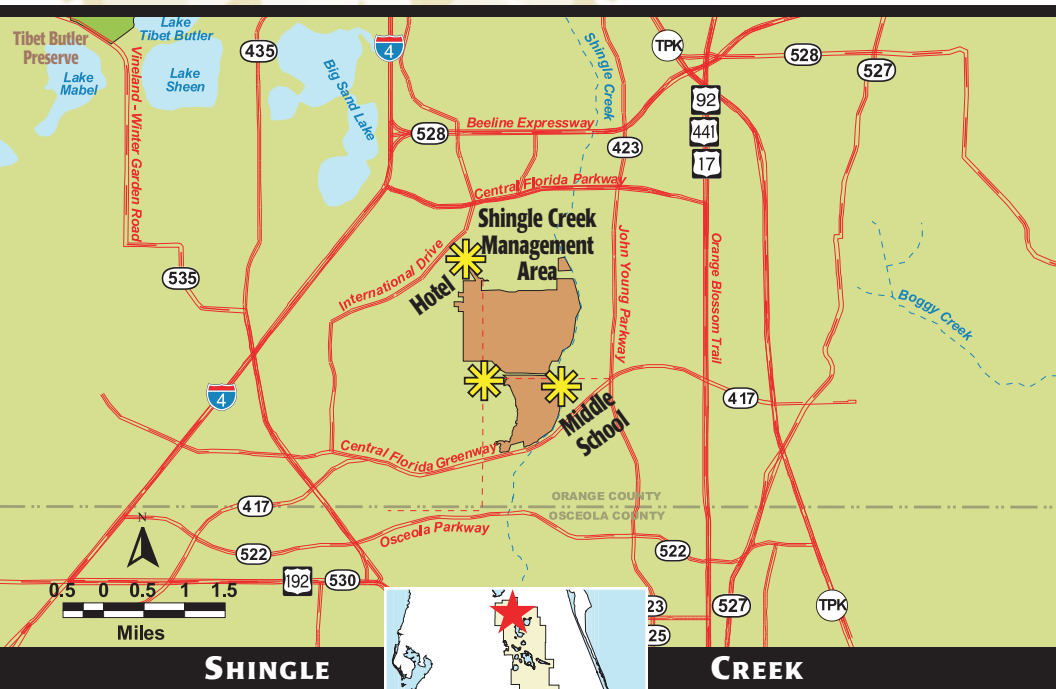 Lake
Tibet Butler
Tibet Butler
Preserve
Lake
Mabel
Lake
Sheen
Vineland - Winter Garden Road
435
4
Big Sand Lake
Shingle Creek
TPK
528
527
92
441
17
Beeline Expressway
528
423
Central Florida Parkway
Shingle Creek
Management
Area
International Drive
Hotel
John Young Parkway
Orange Blossom Trail
535
Boggy Creek
4
417
Middle
School
Central Florida Greenway
ORANGE COUNTY
OSCEOLA COUNTY
417
N
Osceola Parkway
522
522
192
530
0.5 0 0.5 1 1.5
Miles
23
25
527
TPK
SHINGLE
CREEK